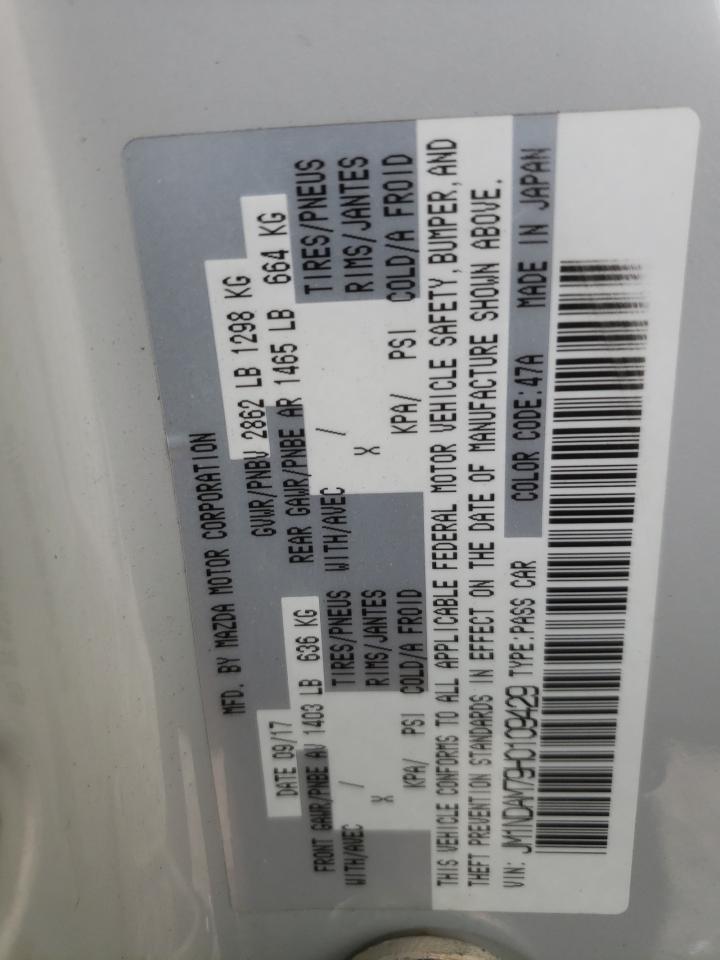 MFD. BY MAZDA MOTOR CORPORATION
DATE 09/17 GVWR/PNBV 2862 LB 1298 KG
FRONT GAWR/PNBE AV 1403 LB 636 KG REAR GAWR/PNBE AR 1465 LB 664 KG
WITH/AVEC TIRES/PNEUS WITH/AVEC TIRES/PNEUS
/ RIMS/JANTES / RIMS/JANTES
X KPA/ PSI COLD/A FROID X KPA/ PSI COLD/A FROID
THIS VEHICLE CONFORMS TO ALL APPLICABLE FEDERAL MOTOR VEHICLE SAFETY, BUMPER, AND
THEFT PREVENTION STANDARDS IN EFFECT ON THE DATE OF MANUFACTURE SHOWN ABOVE.
VIN: JM1NDAM79H0109429 TYPE:PASS CAR COLOR CODE:47A MADE IN JAPAN